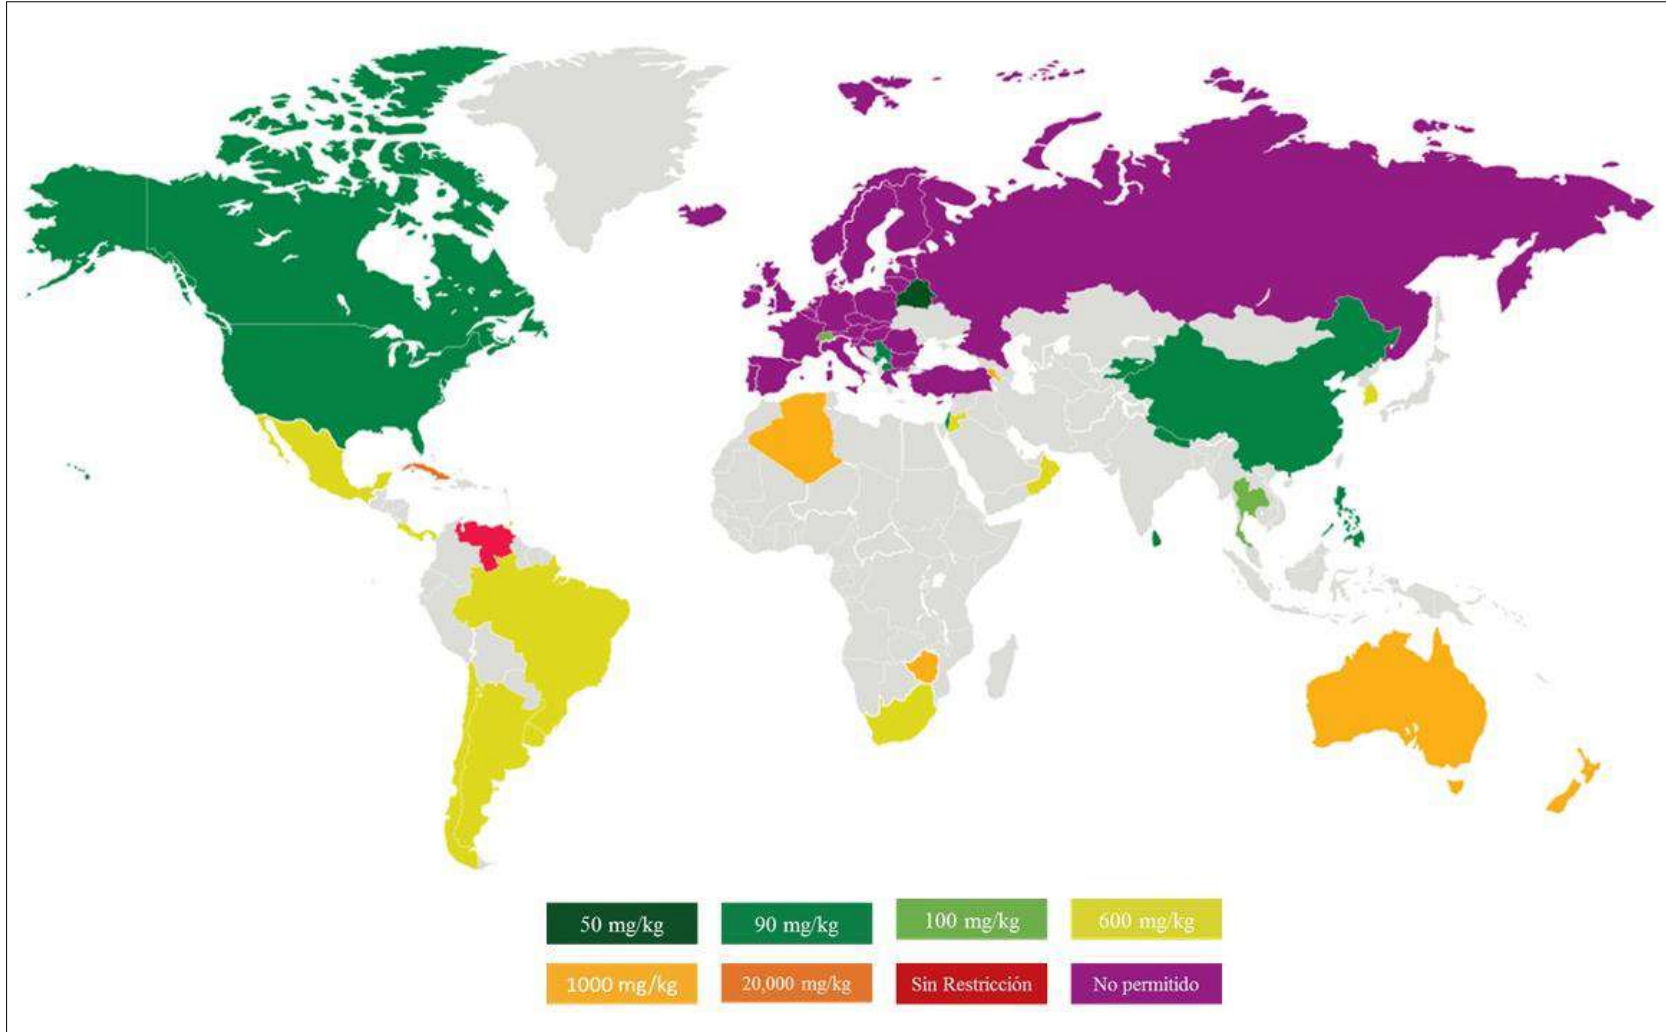 50 mg/kg
90 mg/kg
100 mg/kg
600 mg/kg
1000 mg/kg
20,000 mg/kg
Sin Restricción
No permitido